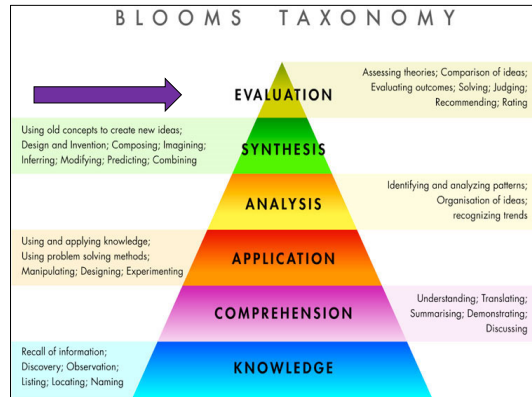 BLOOMS TAXONOMY
EVALUATION
Assessing theories; Comparison of ideas;
Evaluating outcomes; Solving; Judging;
Recommending; Rating
Using old concepts to create new ideas;
Design and Invention; Composing; Imagining;
Inferring; Modifying; Predicting; Combining
SYNTHESIS
ANALYSIS
Identifying and analyzing patterns;
Organisation of ideas;
recognizing trends
Using and applying knowledge;
Using problem solving methods;
Manipulating; Designing; Experimenting
APPLICATION
COMPREHENSION
Understanding; Translating;
Summarising; Demonstrating;
Discussing
Recall of information;
Discovery; Observation;
Listing; Locating; Naming
KNOWLEDGE